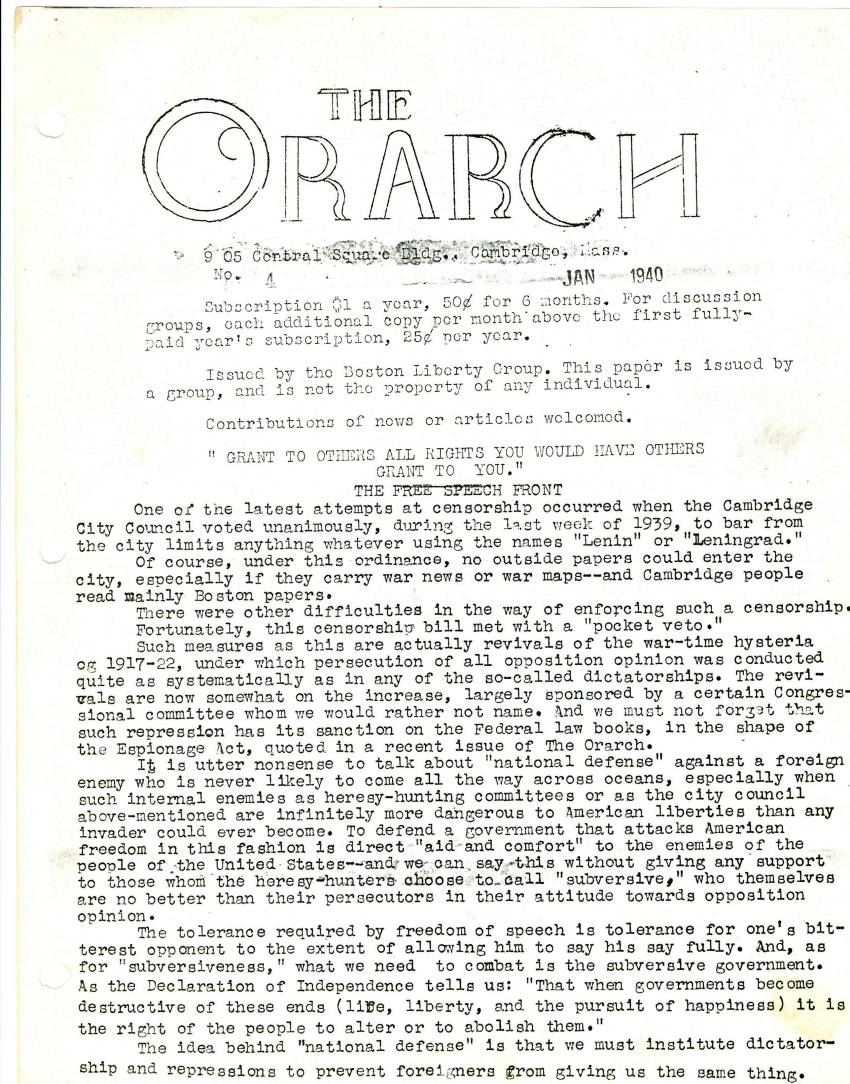 THE
ORARCH
9 05 Central Square Bldg., Cambridge, Mass.
No. 4 JAN 1940
Subscription $1 a year, 50¢ for 6 months. For discussion
groups, each additional copy per month above the first fully-
paid year's subscription, 25¢ per year.
Issued by the Boston Liberty Group. This paper is issued by
a group, and is not the property of any individual.
Contributions of news or articles welcomed.
" GRANT TO OTHERS ALL RIGHTS YOU WOULD HAVE OTHERS
GRANT TO YOU."
THE FREE SPEECH FRONT
One of the latest attempts at censorship occurred when the Cambridge
City Council voted unanimously, during the last week of 1939, to bar from
the city limits anything whatever using the names "Lenin" or "Leningrad."
Of course, under this ordinance, no outside papers could enter the
city, especially if they carry war news or war maps--and Cambridge people
read mainly Boston papers.
There were other difficulties in the way of enforcing such a censorship.
Fortunately, this censorship bill met with a "pocket veto."
Such measures as this are actually revivals of the war-time hysteria
og 1917-22, under which persecution of all opposition opinion was conducted
quite as systematically as in any of the so-called dictatorships. The revi-
vals are now somewhat on the increase, largely sponsored by a certain Congres-
sional committee whom we would rather not name. And we must not forget that
such repression has its sanction on the Federal law books, in the shape of
the Espionage Act, quoted in a recent issue of The Orarch.
It is utter nonsense to talk about "national defense" against a foreign
enemy who is never likely to come all the way across oceans, especially when
such internal enemies as heresy-hunting committees or as the city council
above-mentioned are infinitely more dangerous to American liberties than any
invader could ever become. To defend a government that attacks American
freedom in this fashion is direct "aid and comfort" to the enemies of the
people of the United States--and we can say this without giving any support
to those whom the heresy-hunters choose to call "subversive," who themselves
are no better than their persecutors in their attitude towards opposition
opinion.
The tolerance required by freedom of speech is tolerance for one's bit-
terest opponent to the extent of allowing him to say his say fully. And, as
for "subversiveness," what we need to combat is the subversive government.
As the Declaration of Independence tells us: "That when governments become
destructive of these ends (life, liberty, and the pursuit of happiness) it is
the right of the people to alter or to abolish them."
The idea behind "national defense" is that we must institute dictator-
ship and repressions to prevent foreigners from giving us the same thing.